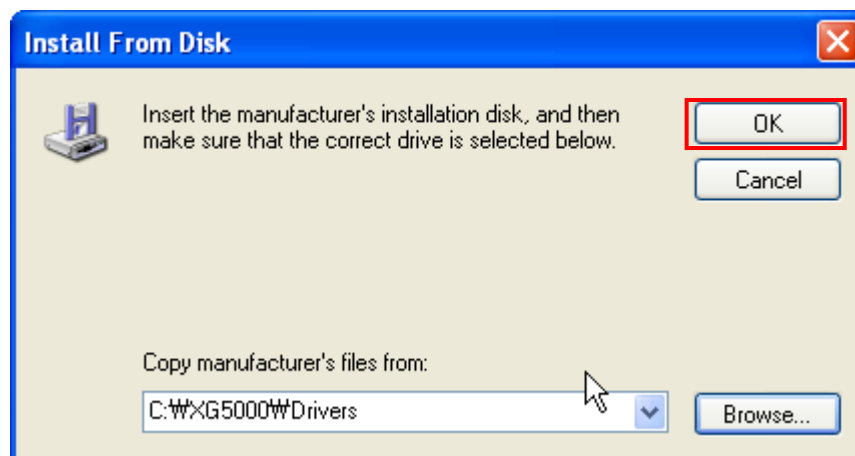 Install From Disk
Insert the manufacturer's installation disk, and then
make sure that the correct drive is selected below.
OK
Cancel
Copy manufacturer's files from:
C:₩XG5000₩Drivers
Browse...